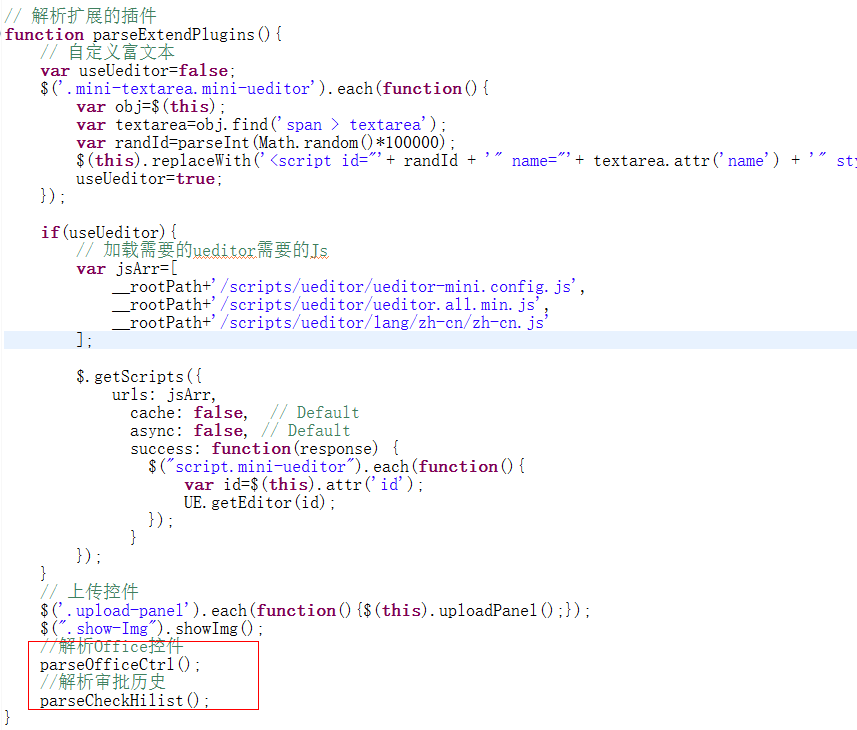 // 解析扩展的插件
function parseExtendPlugins(){
    // 自定义富文本
    var useUeditor=false;
    $('.mini-textarea.mini-ueditor').each(function(){
        var obj=$(this);
        var textarea=obj.find('span > textarea');
        var randId=parseInt(Math.random()*100000);
        $(this).replaceWith('<script id="'+ randId + '" name="'+ textarea.attr('name') + '" sty
        useUeditor=true;
    });
    if(useUeditor){
        // 加载需要的ueditor需要的Js
        var jsArr=[
            __rootPath+'/scripts/ueditor/ueditor-mini.config.js',
            __rootPath+'/scripts/ueditor/ueditor.all.min.js',
            __rootPath+'/scripts/ueditor/lang/zh-cn/zh-cn.js'
        ];
        $.getScripts({
            urls: jsArr,
              cache: false,  // Default
              async: false, // Default
              success: function(response) {
                $("script.mini-ueditor").each(function(){
                    var id=$(this).attr('id');
                    UE.getEditor(id);
                });
              }
        });
    }
    // 上传控件
    $('.upload-panel').each(function(){$(this).uploadPanel();});
    $(".show-Img").showImg();
    //解析Office控件
    parseOfficeCtrl();
    //解析审批历史
    parseCheckHilist();
}